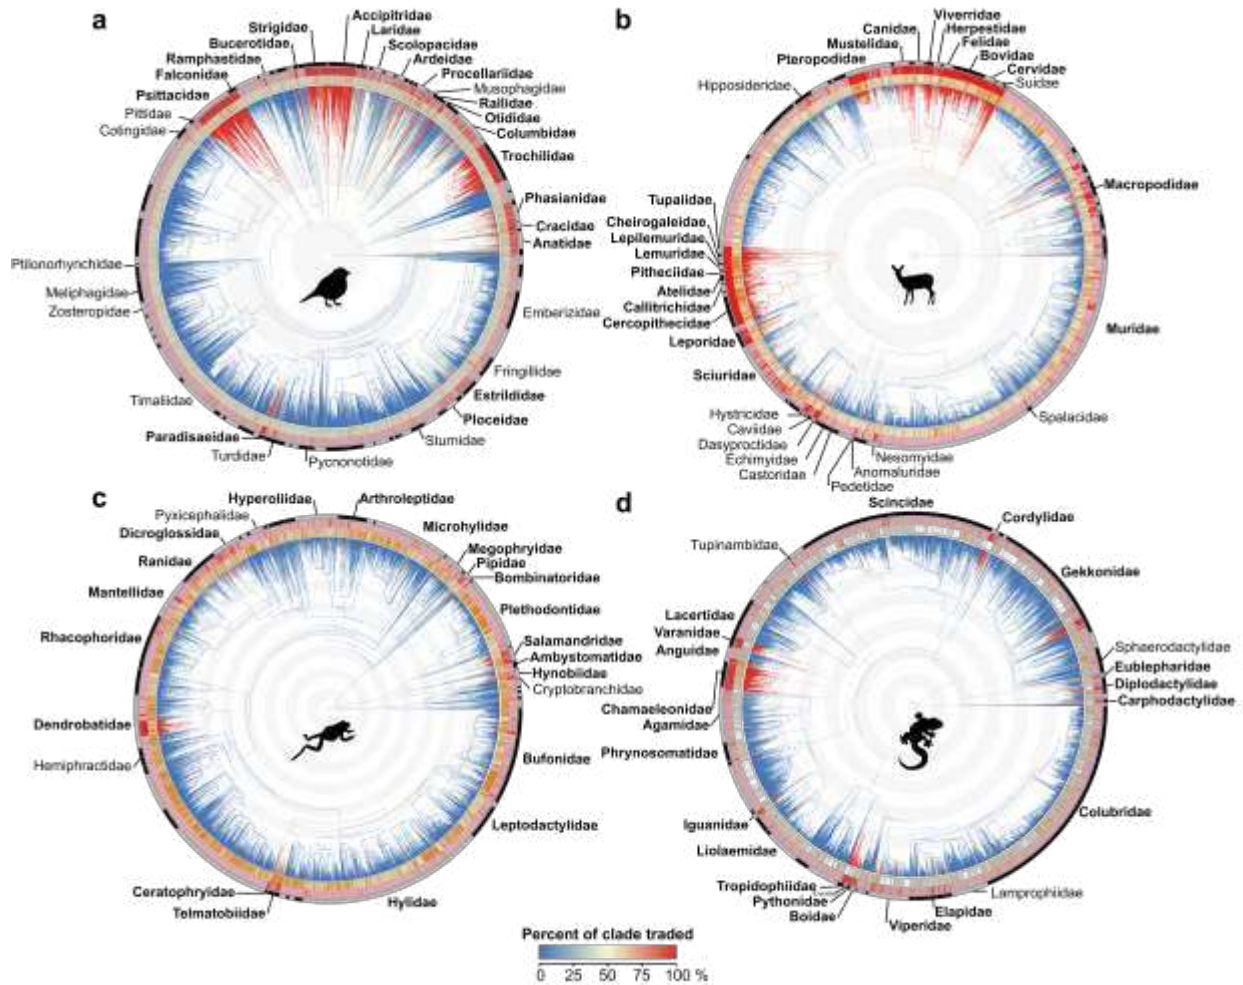 a
Accipitridae
Strigidae
Laridae
Bucerotidae
Scolopacidae
Ramphastidae
Ardeidae
Falconidae
Procellariidae
Psittacidae
Musophagidae
Pittidae
Rallidae
Cotingidae
Otididae
Columbidae
Trochilidae
Phasianidae
Cracidae
Anatidae
Ptilonorhynchidae
Meliphagidae
Zosteropidae
Emberizidae
Fringillidae
Timaliidae
Estrildidae
Ploceidae
Paradisaeidae
Sturnidae
Turdidae
Pycnonotidae
b
Viverridae
Canidae
Herpestidae
Mustelidae
Felidae
Pteropodidae
Bovidae
Cervidae
Hipposideridae
Suidae
Macropodidae
Tupaiidae
Cheirogaleidae
Lepilemuridae
Lemuridae
Pitheciidae
Atelidae
Callitrichidae
Cercopithecidae
Muridae
Leporidae
Sciuridae
Hystricidae
Spalacidae
Caviidae
Dasyproctidae
Nesomyidae
Echimyidae
Anomaluridae
Castoridae
Pedetidae
c
Hyperoliidae
Arthroleptidae
Pyxicephalidae
Microhylidae
Dicroglossidae
Megophryidae
Ranidae
Pipidae
Bombinatoridae
Mantellidae
Plethodontidae
Rhacophoridae
Salamandridae
Ambystomatidae
Hynobiidae
Cryptobranchidae
Dendrobatidae
Hemiphractidae
Bufonidae
Leptodactylidae
Ceratophryidae
Telmatobiidae
Hylidae
d
Scincidae
Cordylidae
Tupinambidae
Gekkonidae
Lacertidae
Varanidae
Anguidae
Sphaerodactylidae
Eublepharidae
Diplodactylidae
Carphodactylidae
Chamaeleonidae
Agamidae
Phrynosomatidae
Colubridae
Iguanidae
Liolaemidae
Tropidophiidae
Lamprophiidae
Pythonidae
Boidae
Elapidae
Viperidae
Percent of clade traded
0 25 50 75 100 %